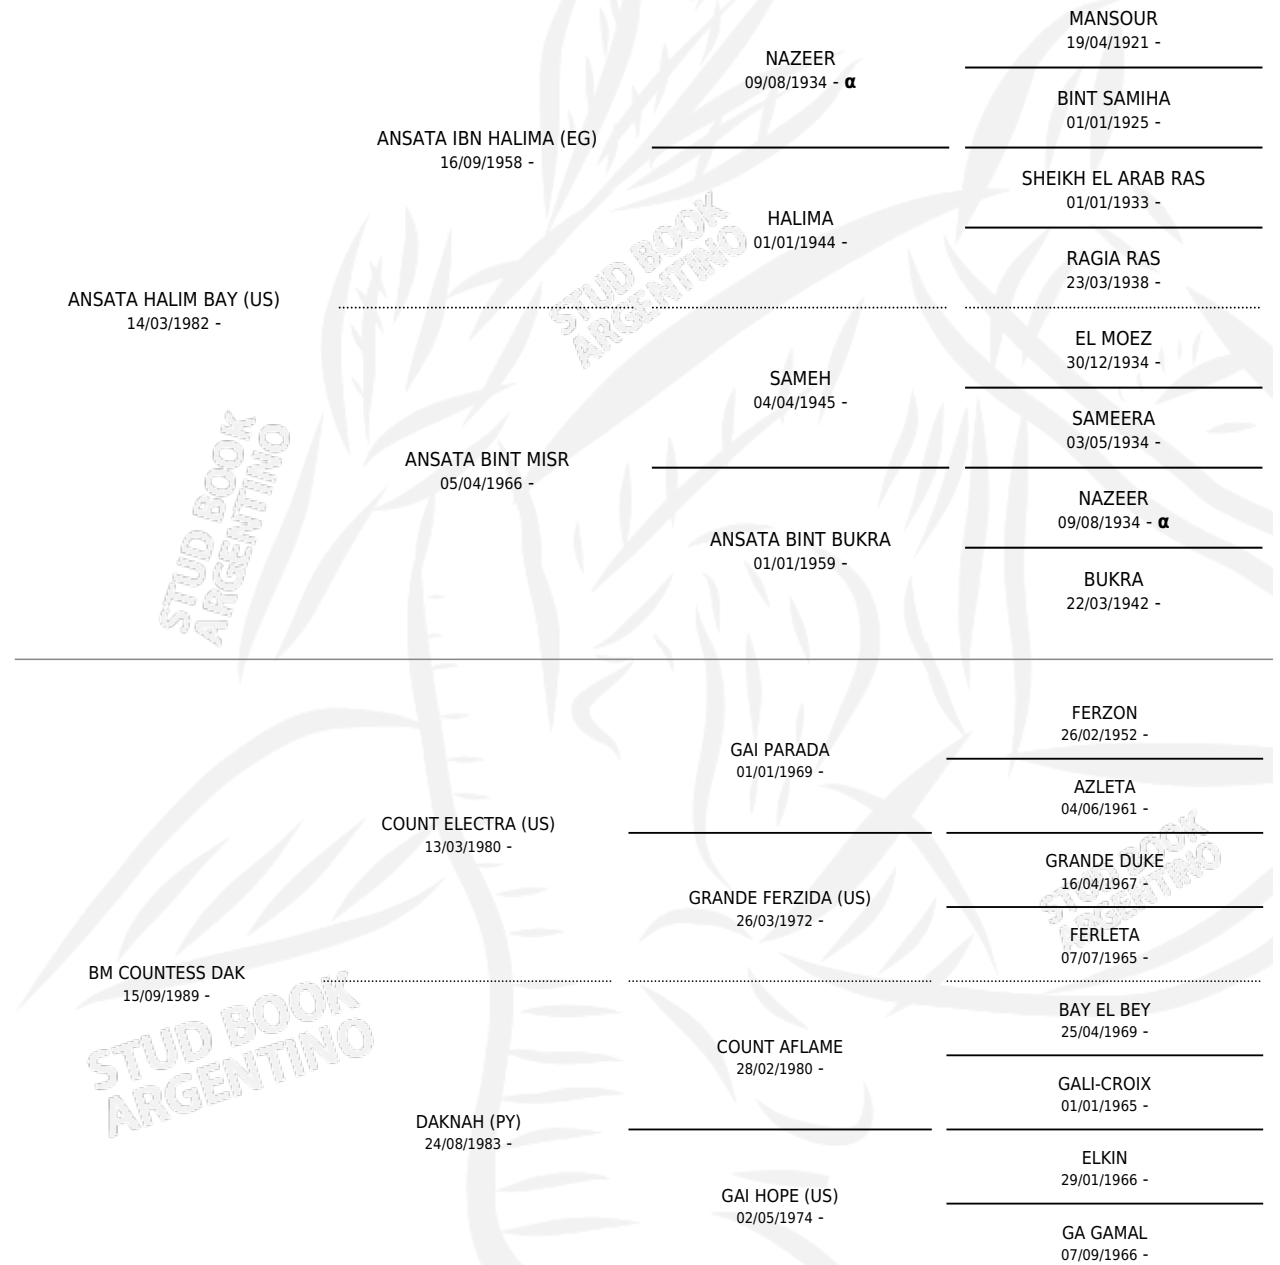 MANSOUR
19/04/1921 -
NAZEER
09/08/1934 - α
BINT SAMIHA
01/01/1925 -
ANSATA IBN HALIMA (EG)
16/09/1958 -
SHEIKH EL ARAB RAS
01/01/1933 -
HALIMA
01/01/1944 -
RAGIA RAS
23/03/1938 -
ANSATA HALIM BAY (US)
14/03/1982 -
EL MOEZ
30/12/1934 -
SAMEH
04/04/1945 -
SAMEERA
03/05/1934 -
ANSATA BINT MISR
05/04/1966 -
NAZEER
09/08/1934 - α
ANSATA BINT BUKRA
01/01/1959 -
BUKRA
22/03/1942 -
FERZON
26/02/1952 -
GAI PARADA
01/01/1969 -
AZLETA
04/06/1961 -
COUNT ELECTRA (US)
13/03/1980 -
GRANDE DUKE
16/04/1967 -
GRANDE FERZIDA (US)
26/03/1972 -
FERLETA
07/07/1965 -
BM COUNTESS DAK
15/09/1989 -
BAY EL BEY
25/04/1969 -
COUNT AFLAME
28/02/1980 -
GALI-CROIX
01/01/1965 -
DAKNAH (PY)
24/08/1983 -
ELKIN
29/01/1966 -
GAI HOPE (US)
02/05/1974 -
GA GAMAL
07/09/1966 -
STUD BOOK
ARGENTINO
STUD BOOK
ARGENTINO
STUD BOOK
ARGENTINO
STUD BOOK
ARGENTINO